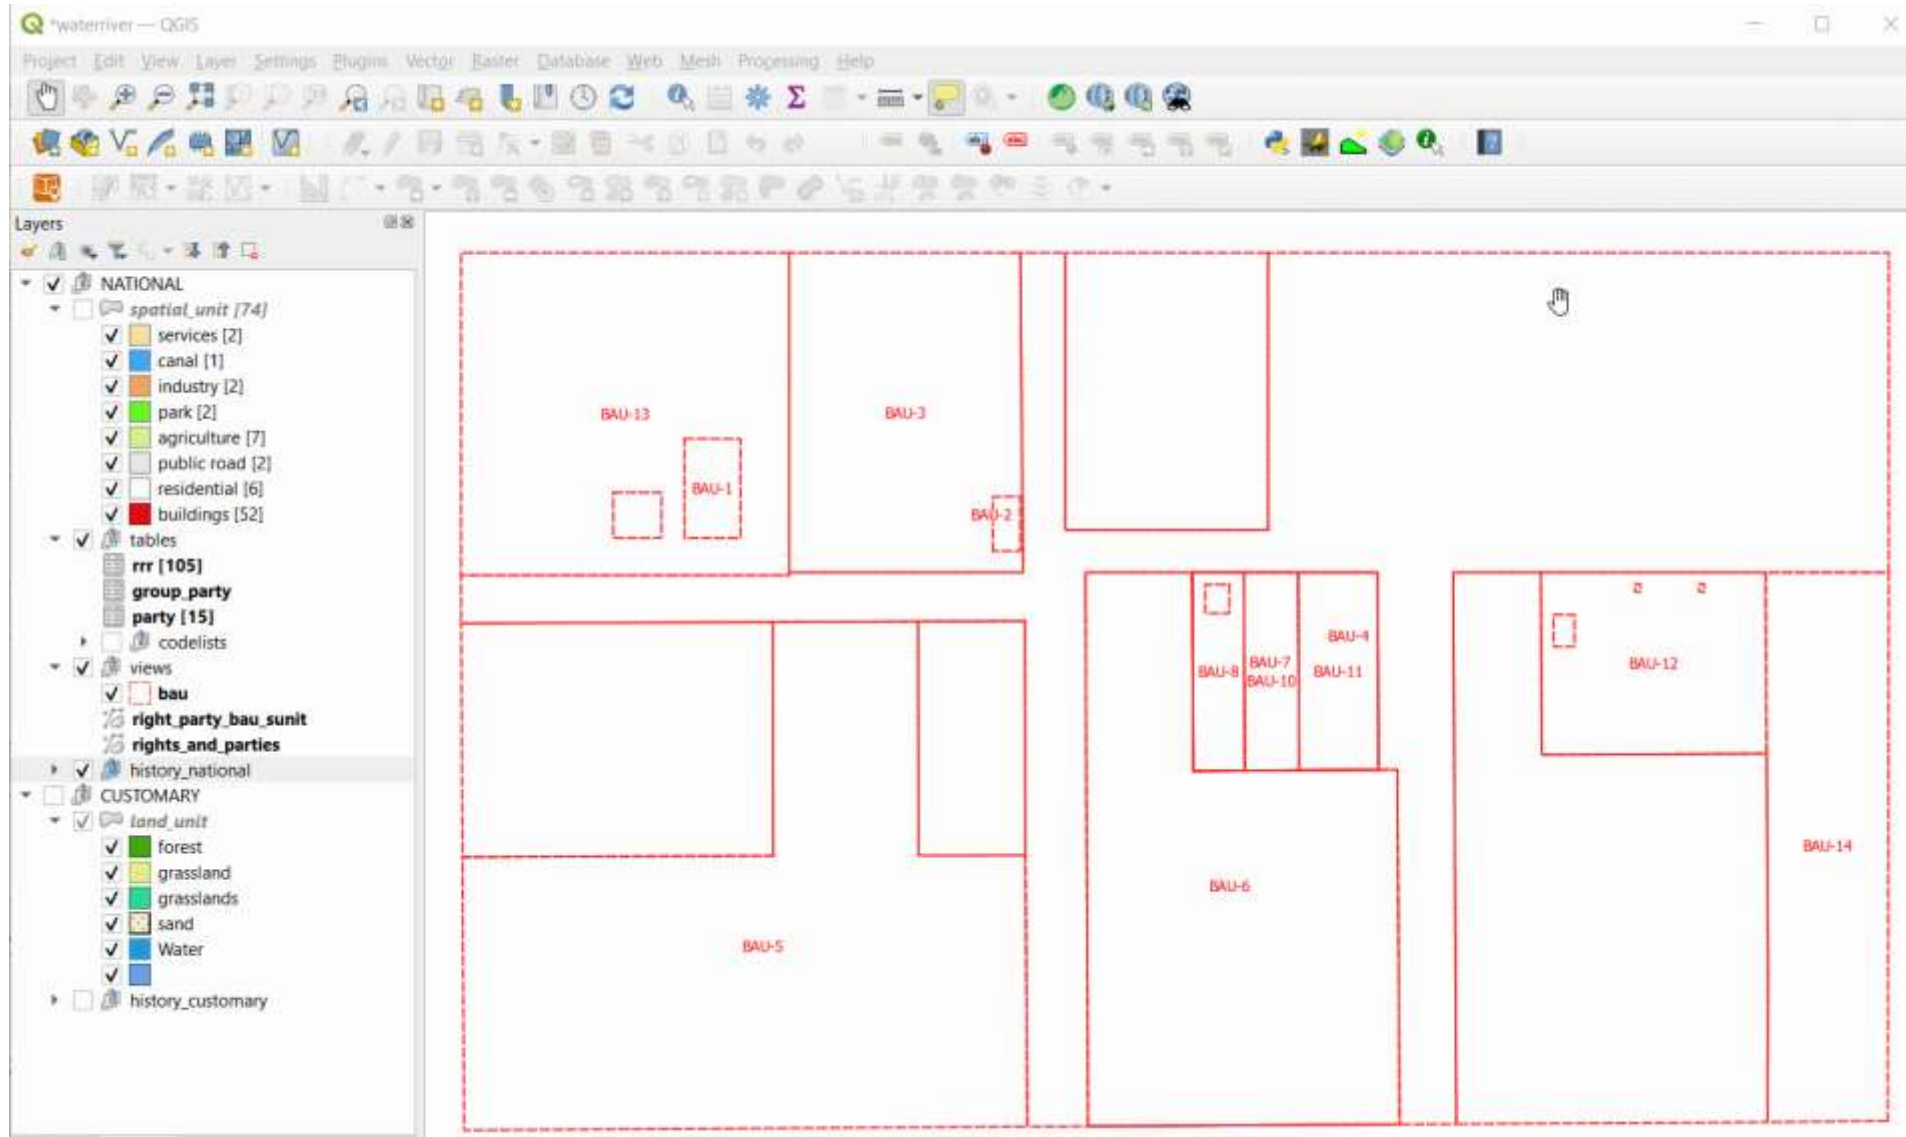 *waterriver — QGIS
Project Edit View Layer Settings Plugins Vector Raster Database Web Mesh Processing Help
Layers
NATIONAL
spatial_unit [74]
services [2]
canal [1]
industry [2]
park [2]
agriculture [7]
public road [2]
residential [6]
buildings [52]
tables
rrr [105]
group_party
party [15]
codelists
views
bau
right_party_bau_sunit
rights_and_parties
history_national
CUSTOMARY
land_unit
forest
grassland
grasslands
sand
Water
history_customary
BAU-13
BAU-3
BAU-1
BAU-2
BAU-4
BAU-7
BAU-12
BAU-8
BAU-11
BAU-10
BAU-14
BAU-6
BAU-5